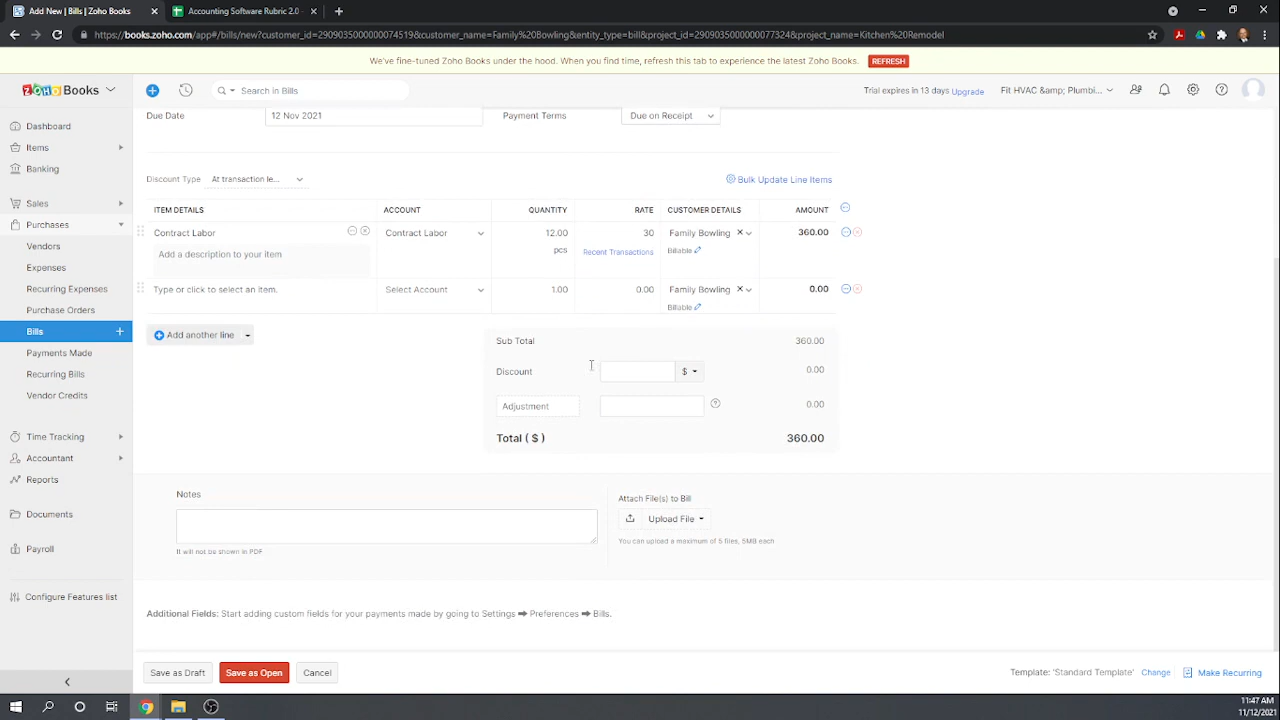 Add New | Bills | Zoho Books
Accounting Software Rubric 2.0 -
https://books.zoho.com/app#/bills/new?customer_id=2909035000000074519&customer_name=Family%20Bowling&entity_type=bill&project_id=2909035000000077324&project_name=Kitchen%20Remodel
We've fine-tuned Zoho Books under the hood. When you find time, refresh this tab to experience the latest Zoho Books. REFRESH
ZOHO Books
Search in Bills
Trial expires in 13 days Upgrade
Fit HVAC &amp; Plumbi...
Dashboard
Items
Banking
Sales
Purchases
Vendors
Expenses
Recurring Expenses
Purchase Orders
Bills +
Payments Made
Recurring Bills
Vendor Credits
Time Tracking
Accountant
Reports
Documents
Payroll
Configure Features list
Due Date 12 Nov 2021 Payment Terms Due on Receipt
Discount Type At transaction le... Bulk Update Line Items
ITEM DETAILS ACCOUNT QUANTITY RATE CUSTOMER DETAILS AMOUNT
Contract Labor Contract Labor 12.00 30 Family Bowling 360.00
pcs Recent Transactions Billable
Add a description to your item
Type or click to select an item. Select Account 1.00 0.00 Family Bowling 0.00
Billable
Add another line
Sub Total 360.00
Discount $ 0.00
Adjustment 0.00
Total ( $ ) 360.00
Notes
It will not be shown in PDF
Attach File(s) to Bill
Upload File
You can upload a maximum of 5 files, 5MB each
Additional Fields: Start adding custom fields for your payments made by going to Settings ➡ Preferences ➡ Bills.
Save as Draft Save as Open Cancel
Template: 'Standard Template' Change Make Recurring
11:47 AM
11/12/2021